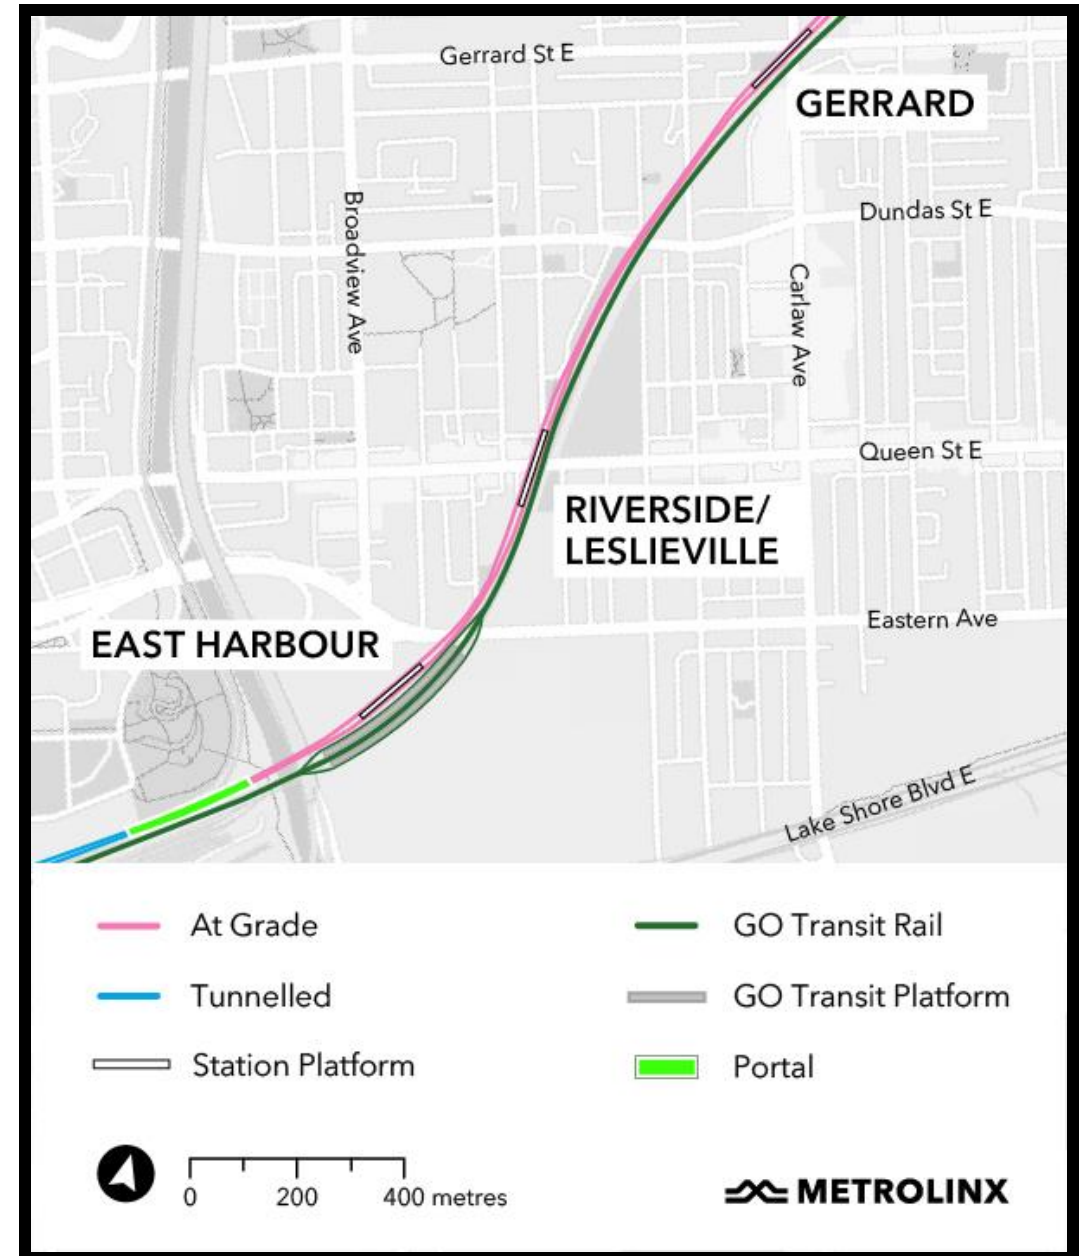 Gerrard St E
GERRARD
Broadview Ave
Dundas St E
Carlaw Ave
Queen St E
RIVERSIDE/
LESLIEVILLE
Eastern Ave
EAST HARBOUR
Lake Shore Blvd E
At Grade
GO Transit Rail
Tunnelled
GO Transit Platform
Station Platform
Portal
0 200 400 metres
METROLINX